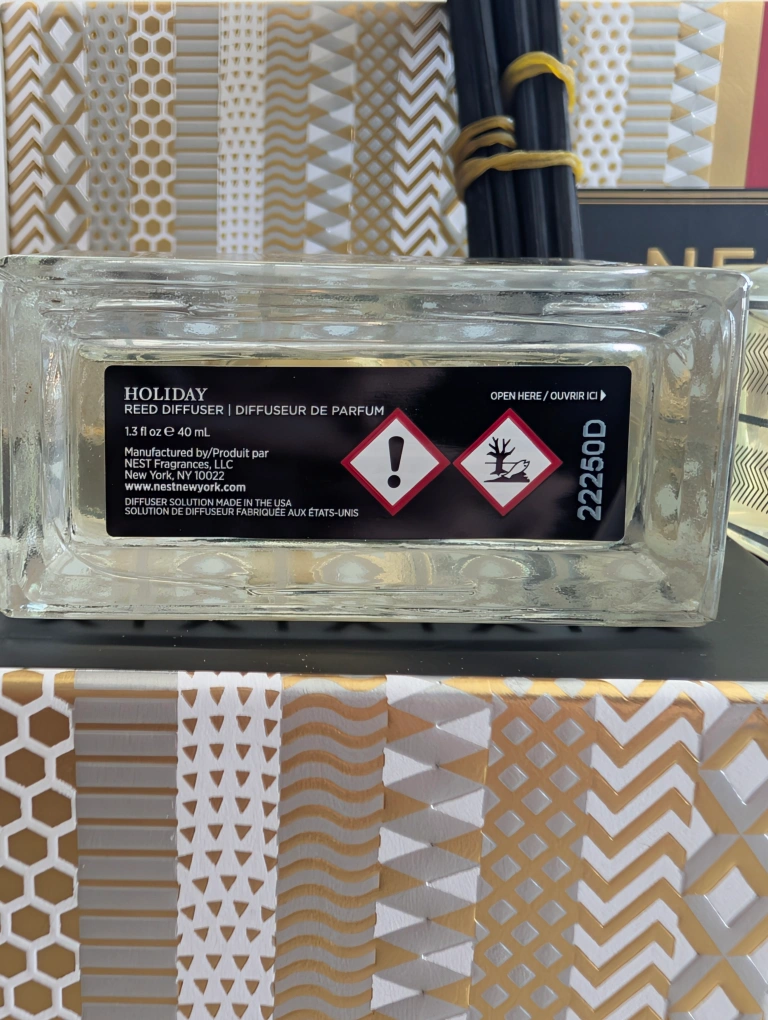 NE
HOLIDAY
REED DIFFUSER | DIFFUSEUR DE PARFUM
1.3 fl oz ℮ 40 mL
Manufactured by/Produit par
NEST Fragrances, LLC
New York, NY 10022
www.nestnewyork.com
DIFFUSER SOLUTION MADE IN THE USA
SOLUTION DE DIFFUSEUR FABRIQUÉE AUX ÉTATS-UNIS
OPEN HERE / OUVRIR ICI
22250D